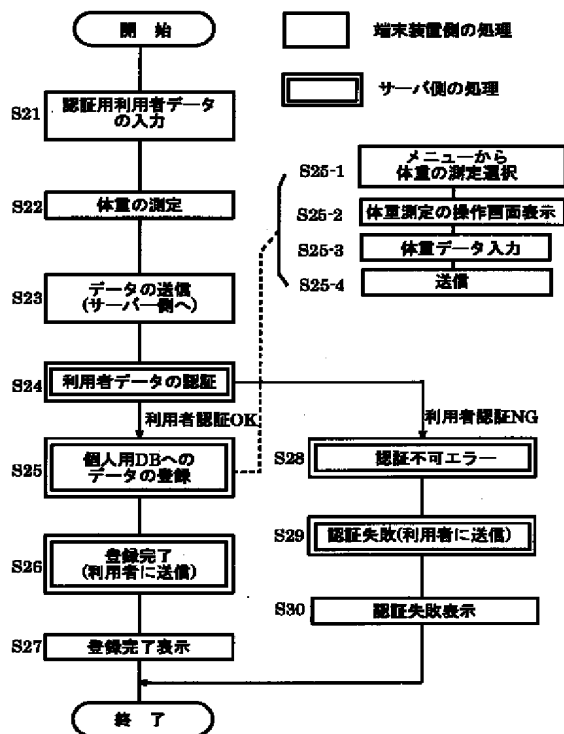 開　始
端末装置側の処理
サーバ側の処理
S21
認証用利用者データ
の入力
S22
体重の測定
S23
データの送信
(サーバー側へ)
S24
利用者データの認証
利用者認証OK
利用者認証NG
S25
個人用DBへの
データの登録
S25-1
メニューから
体重の測定選択
S25-2
体重測定の操作画面表示
S25-3
体重データ入力
S25-4
送信
S26
登録完了
(利用者に送信)
S27
登録完了表示
S28
認証不可エラー
S29
認証失敗(利用者に送信)
S30
認証失敗表示
終　了